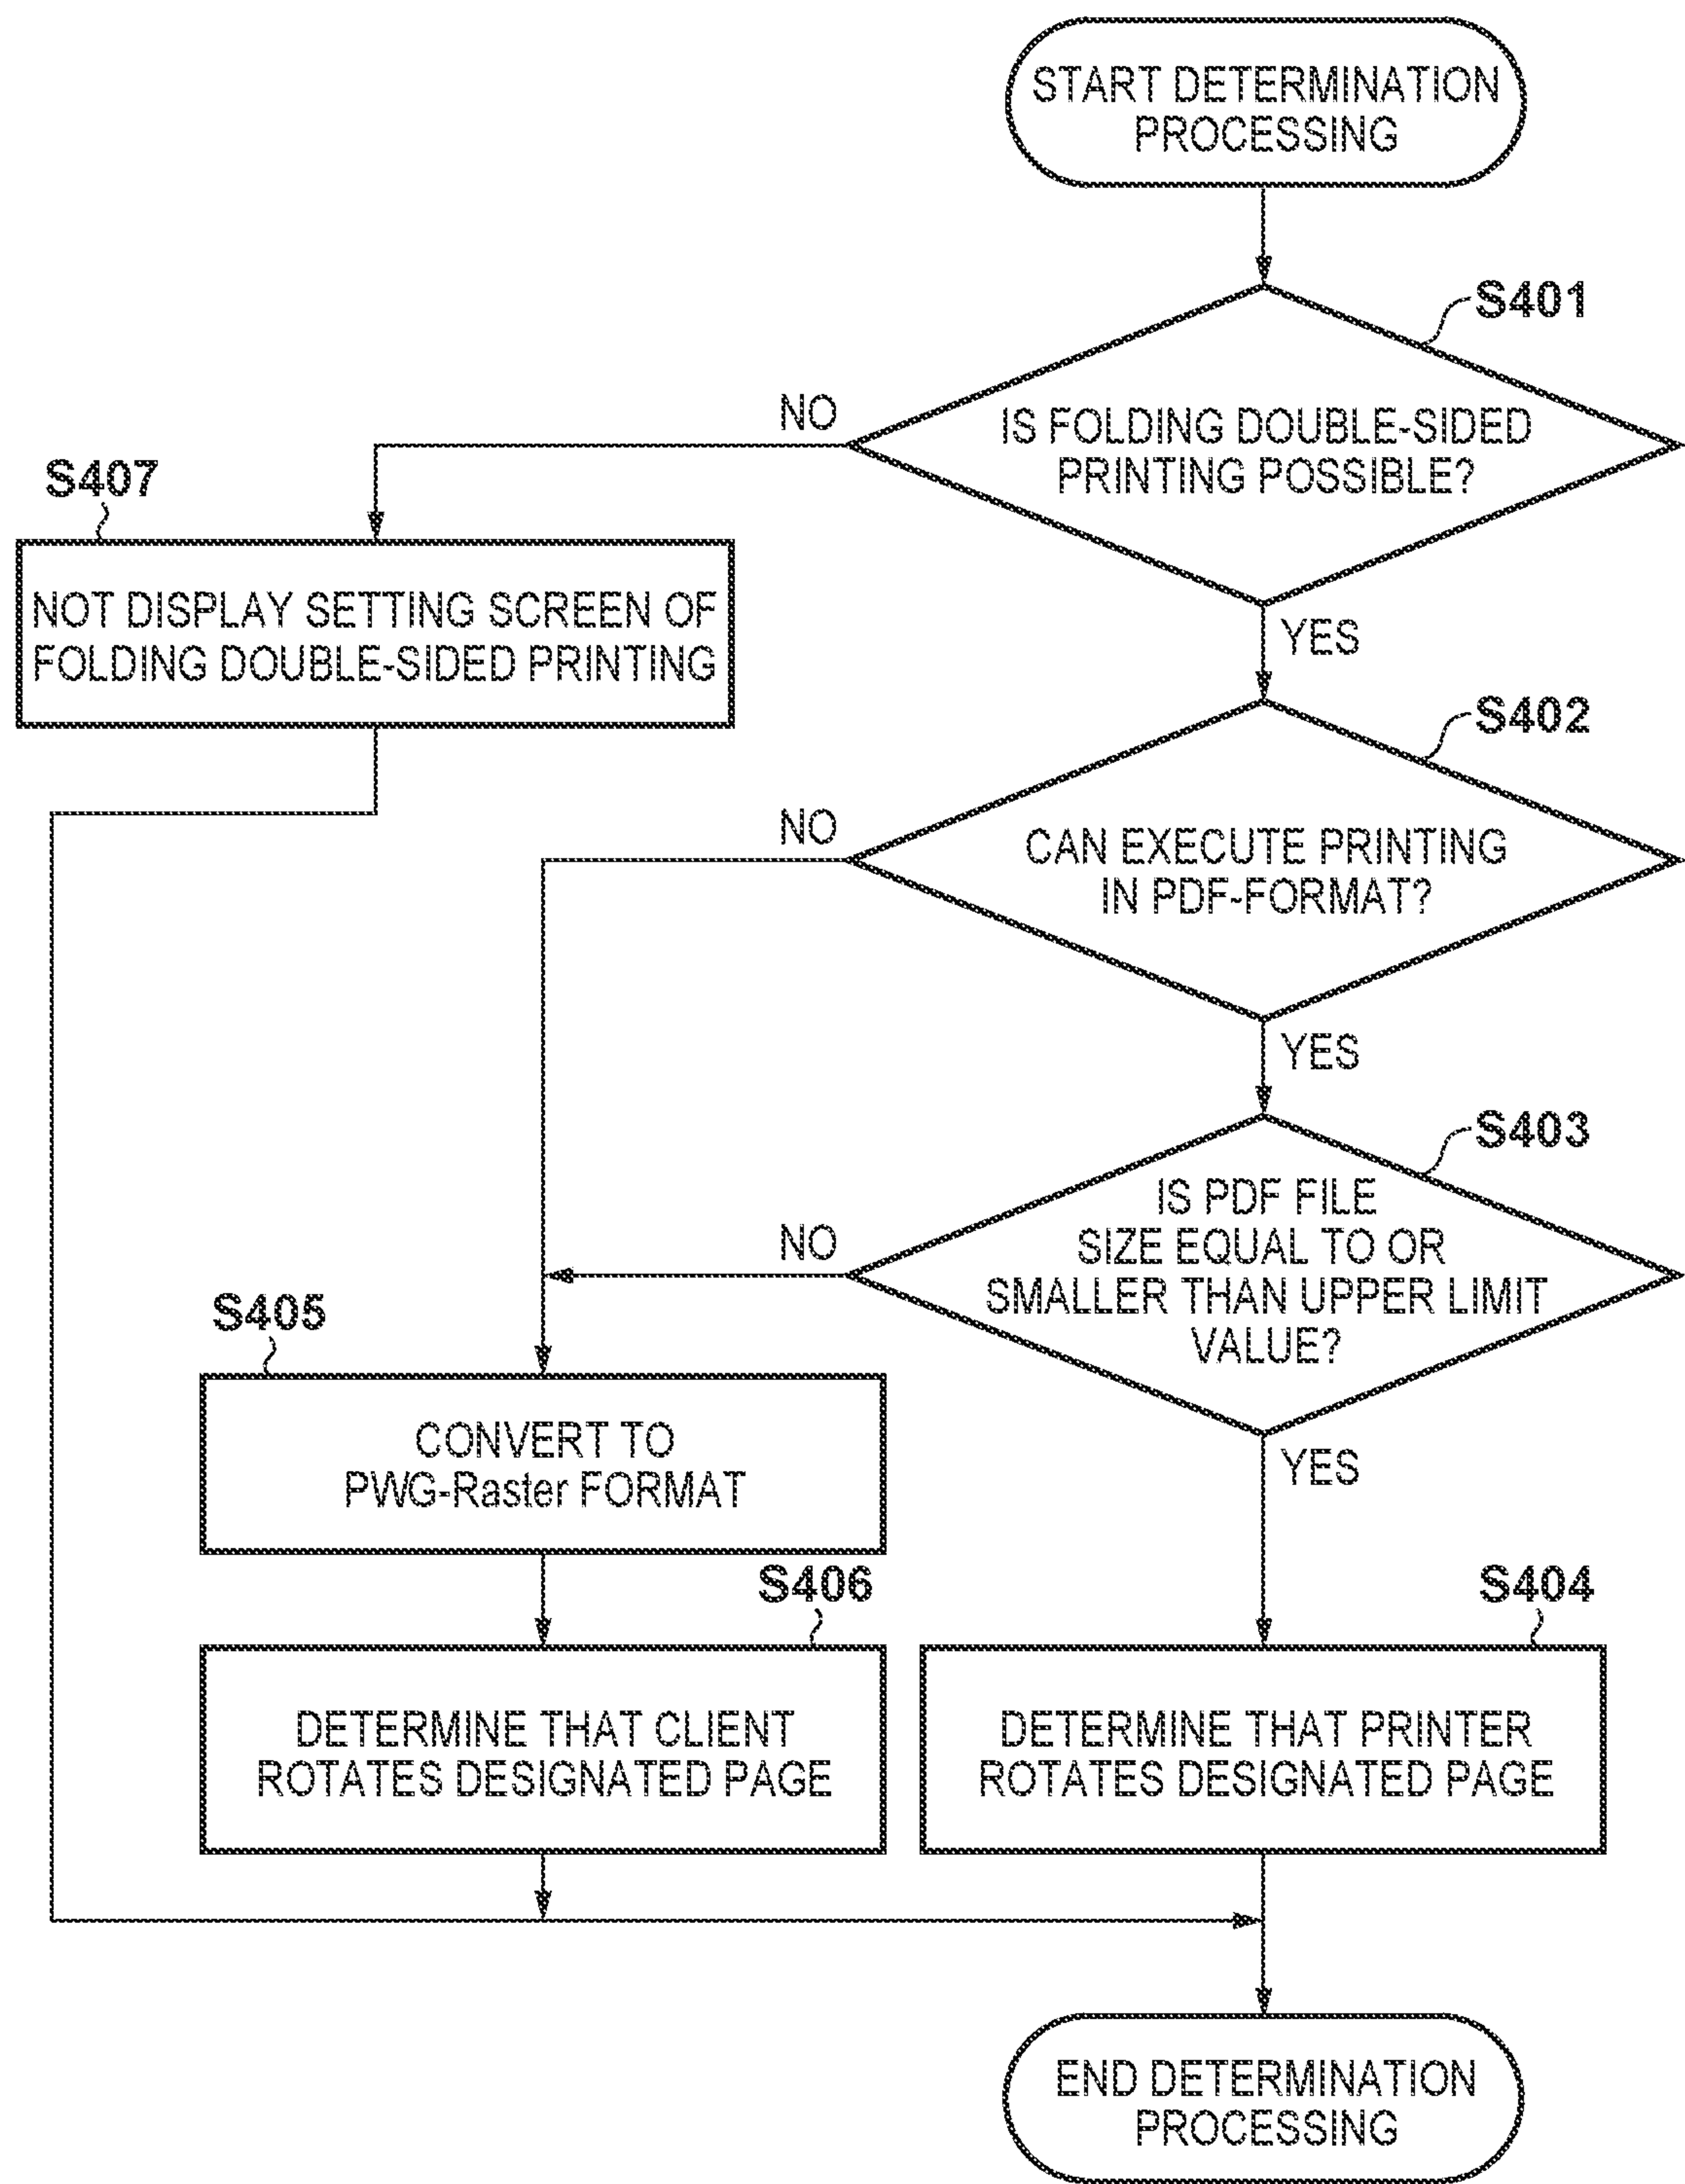 START DETERMINATION
PROCESSING
S401
IS FOLDING DOUBLE-SIDED
PRINTING POSSIBLE?
NO
YES
S407
NOT DISPLAY SETTING SCREEN OF
FOLDING DOUBLE-SIDED PRINTING
S402
CAN EXECUTE PRINTING
IN PDF-FORMAT?
NO
YES
S403
IS PDF FILE
SIZE EQUAL TO OR
SMALLER THAN UPPER LIMIT
VALUE?
NO
YES
S405
CONVERT TO
PWG-Raster FORMAT
S406
DETERMINE THAT CLIENT
ROTATES DESIGNATED PAGE
S404
DETERMINE THAT PRINTER
ROTATES DESIGNATED PAGE
END DETERMINATION
PROCESSING